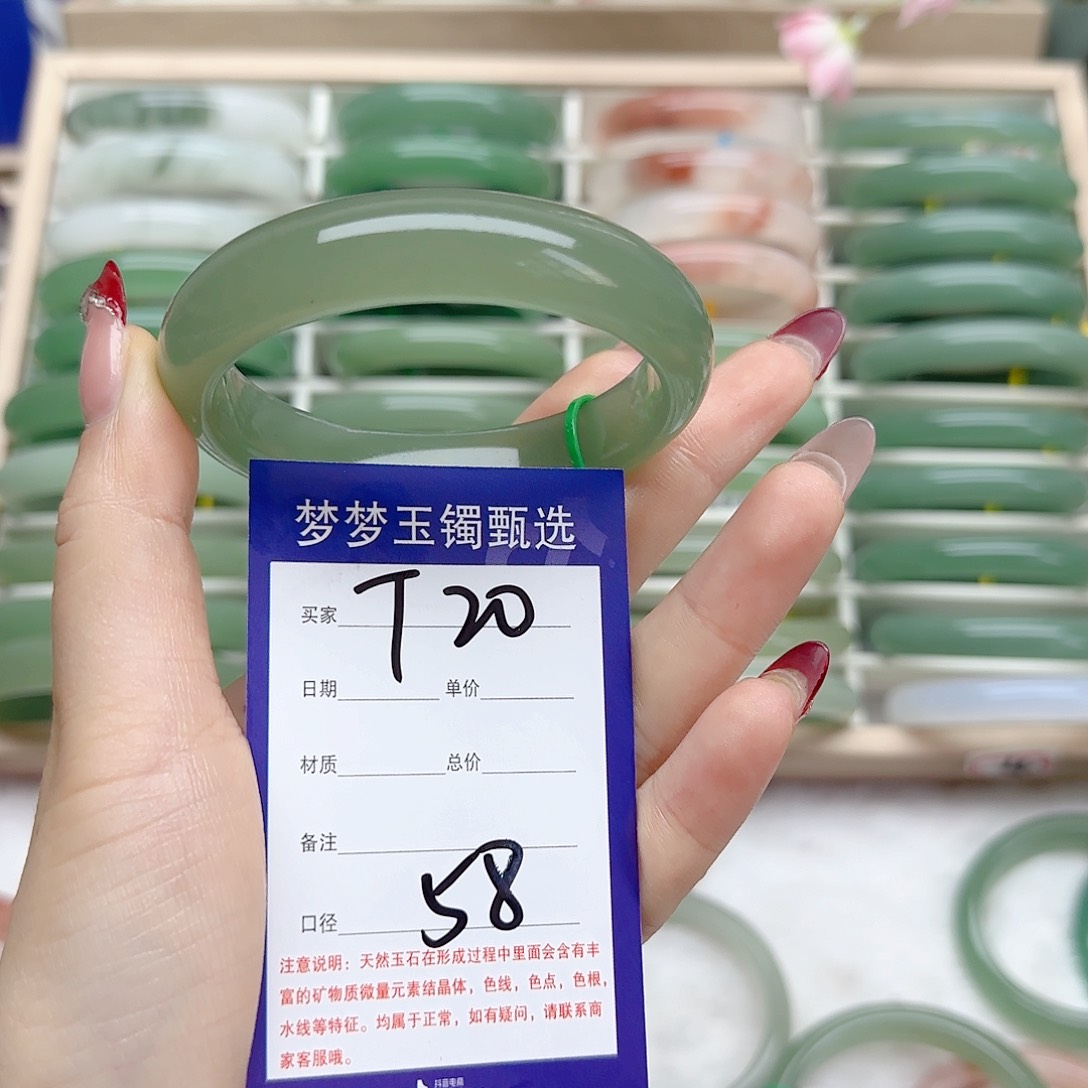 梦梦玉镯甄选
买家 T20
日期 单价
材质 总价
备注
口径 58
注意说明：天然玉石在形成过程中里面会含有丰
富的矿物质微量元素结晶体，色线，色点，色根，
水线等特征。均属于正常，如有疑问，请联系商
家客服哦。
抖音电商